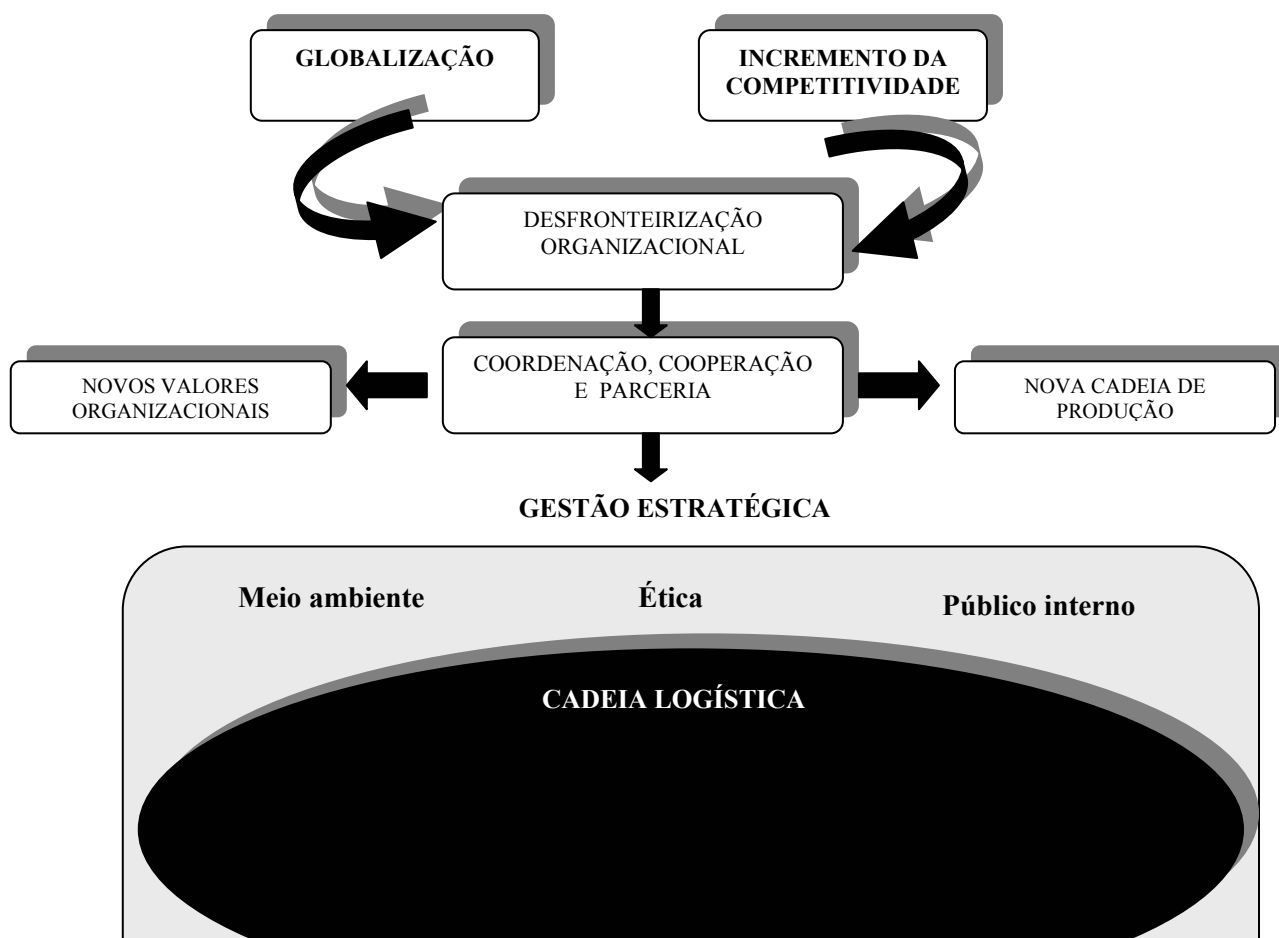 GLOBALIZAÇÃO
INCREMENTO DA
COMPETITIVIDADE
DESFRONTEIRIZAÇÃO
ORGANIZACIONAL
NOVOS VALORES
ORGANIZACIONAIS
COORDENAÇÃO, COOPERAÇÃO
E PARCERIA
NOVA CADEIA DE
PRODUÇÃO
GESTÃO ESTRATÉGICA
Meio ambiente
Ética
Público interno
CADEIA LOGÍSTICA